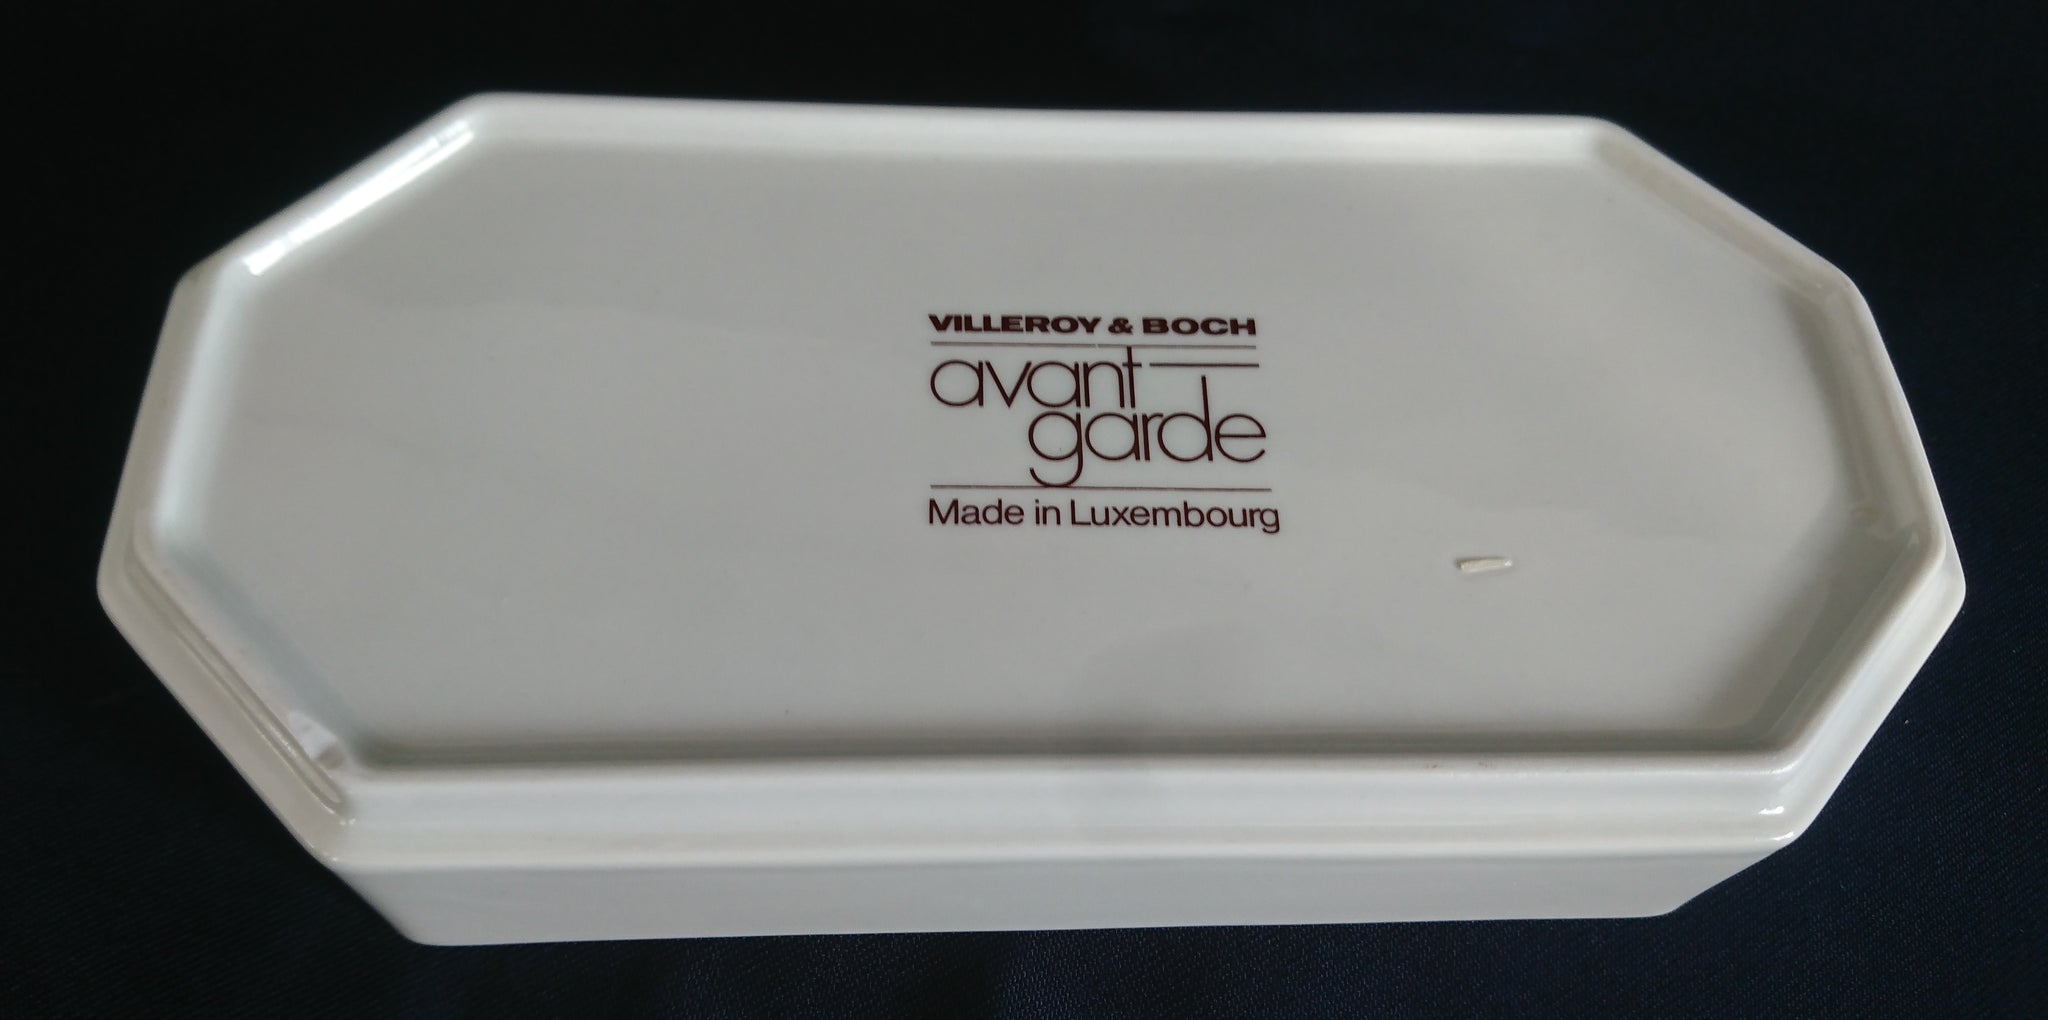 VILLEROY & BOCH
avant
garde
Made in Luxembourg